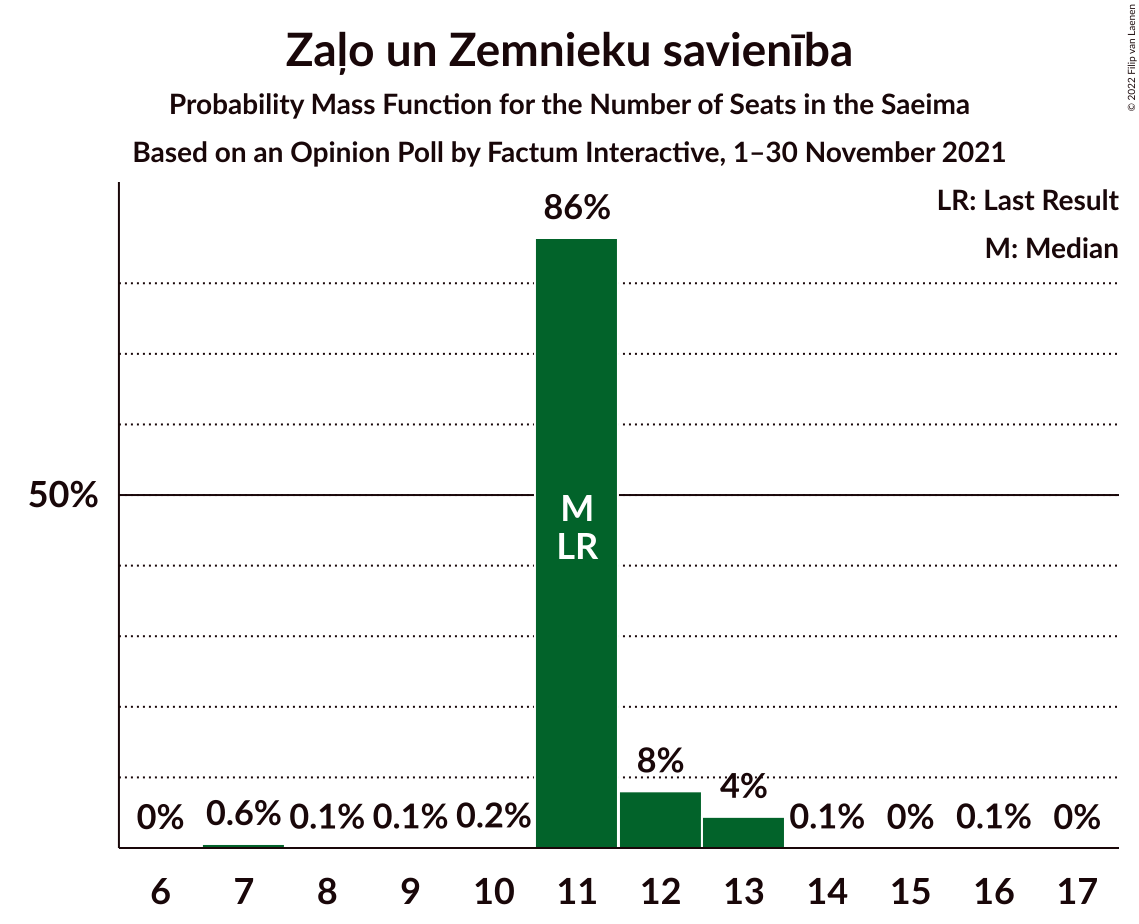 Zaļo un Zemnieku savienība
Probability Mass Function for the Number of Seats in the Saeima
Based on an Opinion Poll by Factum Interactive, 1–30 November 2021
© 2022 Filip van Laenen
LR: Last Result
M: Median
86%
50%
M
LR
8%
4%
0% 0.6% 0.1% 0.1% 0.2% 0.1% 0% 0.1% 0%
6 7 8 9 10 11 12 13 14 15 16 17